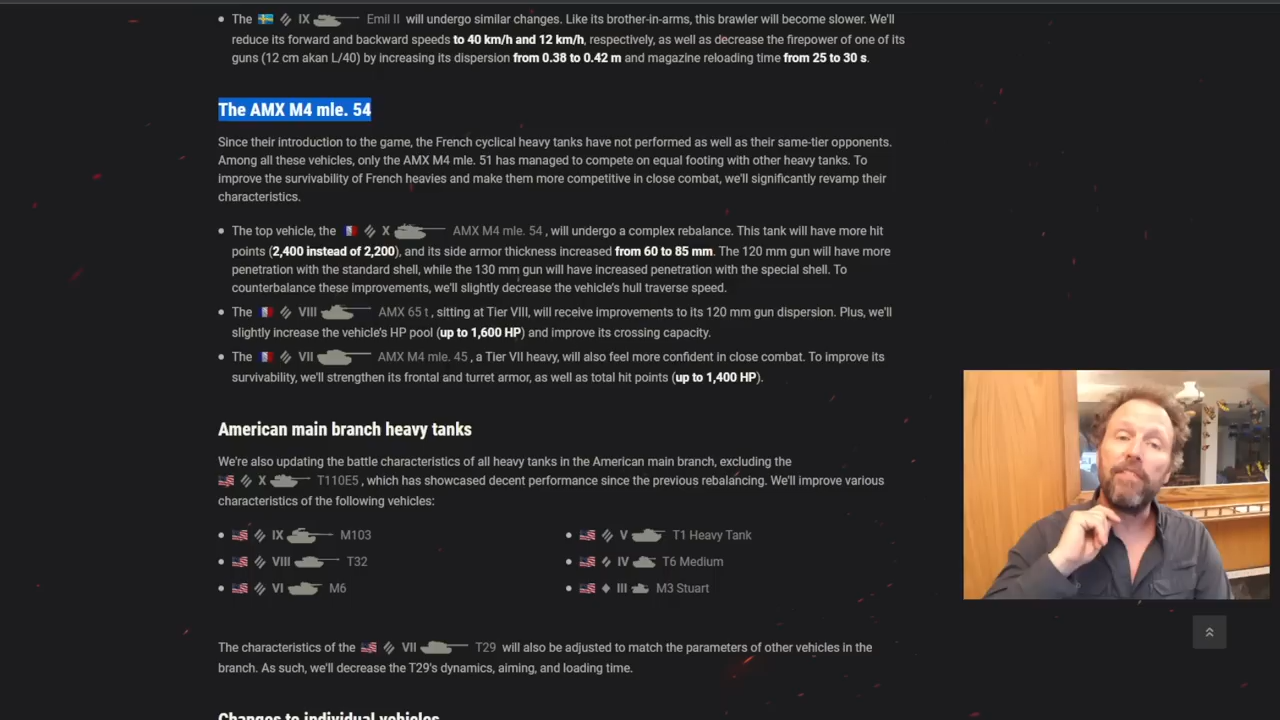 The IX Emil II will undergo similar changes. Like its brother-in-arms, this brawler will become slower. We'll
reduce its forward and backward speeds to 40 km/h and 12 km/h, respectively, as well as decrease the firepower of one of its
guns (12 cm akan L/40) by increasing its dispersion from 0.38 to 0.42 m and magazine reloading time from 25 to 30 s.
The AMX M4 mle. 54
Since their introduction to the game, the French cyclical heavy tanks have not performed as well as their same-tier opponents.
Among all these vehicles, only the AMX M4 mle. 51 has managed to compete on equal footing with other heavy tanks. To
improve the survivability of French heavies and make them more competitive in close combat, we'll significantly revamp their
characteristics.
The top vehicle, the X AMX M4 mle. 54 , will undergo a complex rebalance. This tank will have more hit
points (2,400 instead of 2,200), and its side armor thickness increased from 60 to 85 mm. The 120 mm gun will have more
penetration with the standard shell, while the 130 mm gun will have increased penetration with the special shell. To
counterbalance these improvements, we'll slightly decrease the vehicle's hull traverse speed.
The VIII AMX 65 t , sitting at Tier VIII, will receive improvements to its 120 mm gun dispersion. Plus, we'll
slightly increase the vehicle's HP pool (up to 1,600 HP) and improve its crossing capacity.
The VII AMX M4 mle. 45 , a Tier VII heavy, will also feel more confident in close combat. To improve its
survivability, we'll strengthen its frontal and turret armor, as well as total hit points (up to 1,400 HP).
American main branch heavy tanks
We're also updating the battle characteristics of all heavy tanks in the American main branch, excluding the
X T110E5 , which has showcased decent performance since the previous rebalancing. We'll improve various
characteristics of the following vehicles:
IX M103
V T1 Heavy Tank
VIII T32
IV T6 Medium
VI M6
III M3 Stuart
The characteristics of the VII T29 will also be adjusted to match the parameters of other vehicles in the
branch. As such, we'll decrease the T29's dynamics, aiming, and loading time.
Changes to individual vehicles